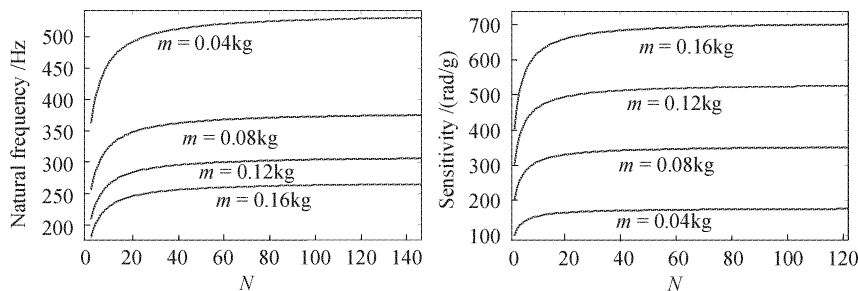 Natural frequency /Hz
500
450
400
350
300
250
200
m = 0.04kg
m = 0.08kg
m = 0.12kg
m = 0.16kg
0 20 40 60 80 100 120 140
N
Sensitivity /(rad/g)
700
600
500
400
300
200
100
m = 0.16kg
m = 0.12kg
m = 0.08kg
m = 0.04kg
0 20 40 60 80 100 120
N